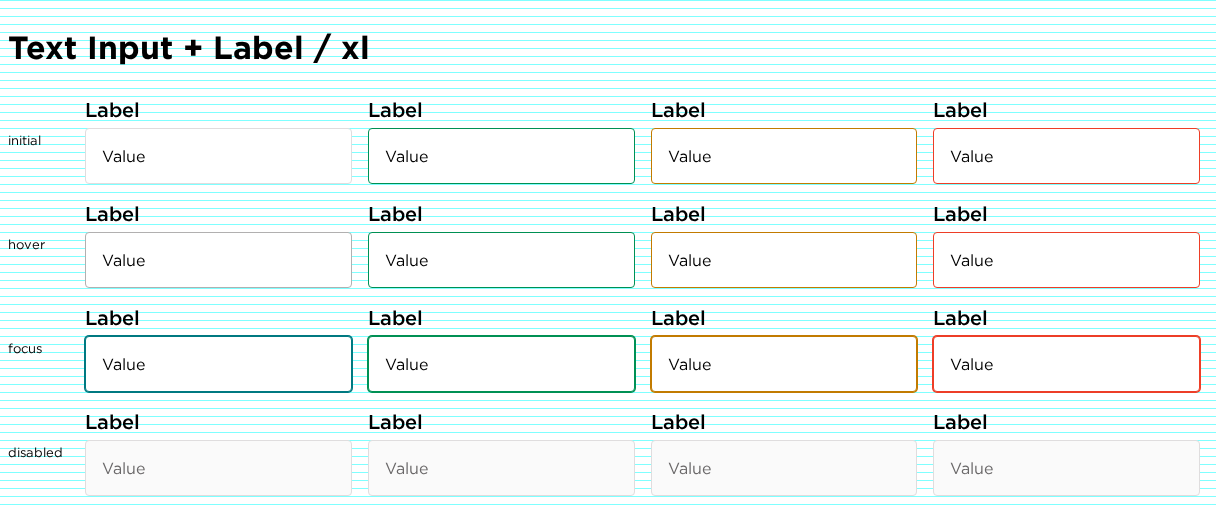 Text Input + Label / xl
Label Label Label Label
initial Value Value Value Value
Label Label Label Label
hover Value Value Value Value
Label Label Label Label
focus Value Value Value Value
Label Label Label Label
disabled Value Value Value Value